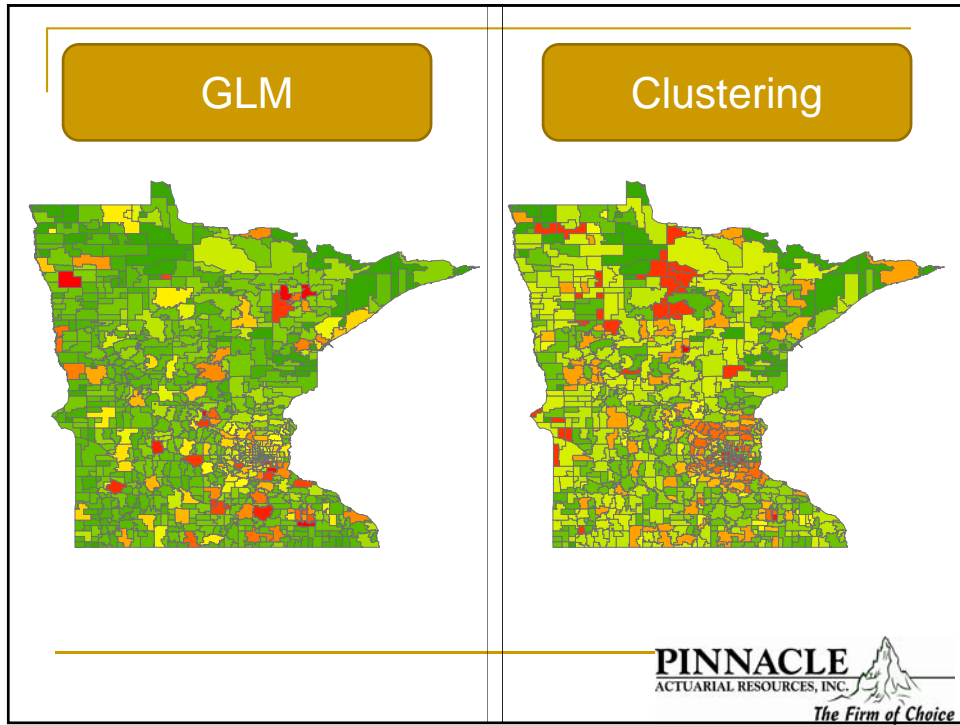 GLM
Clustering
PINNACLE
ACTUARIAL RESOURCES, INC.
The Firm of Choice